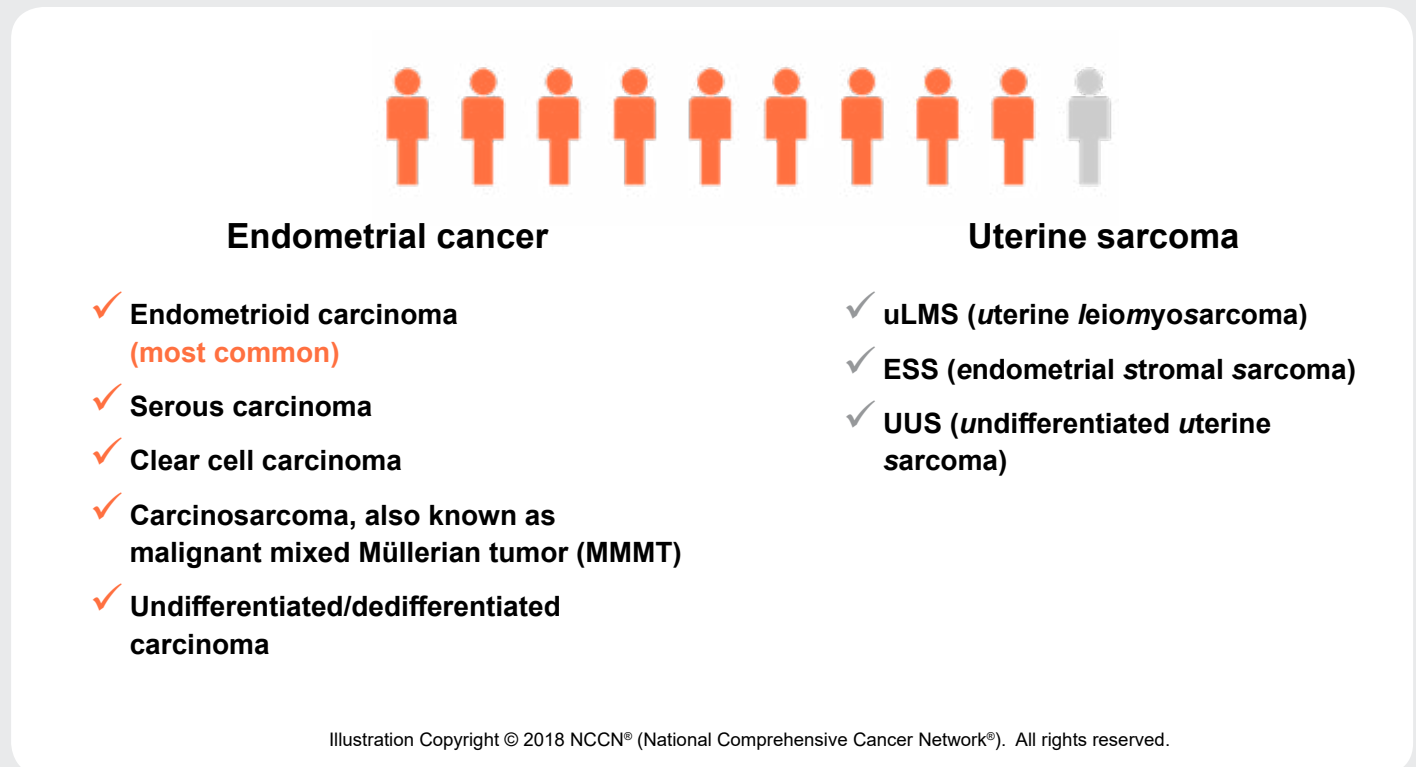 Endometrial cancer
Endometrioid carcinoma
(most common)
Serous carcinoma
Clear cell carcinoma
Carcinosarcoma, also known as
malignant mixed Müllerian tumor (MMMT)
Undifferentiated/dedifferentiated
carcinoma
Uterine sarcoma
uLMS (uterine leiomyosarcoma)
ESS (endometrial stromal sarcoma)
UUS (undifferentiated uterine
sarcoma)
Illustration Copyright © 2018 NCCN® (National Comprehensive Cancer Network®). All rights reserved.